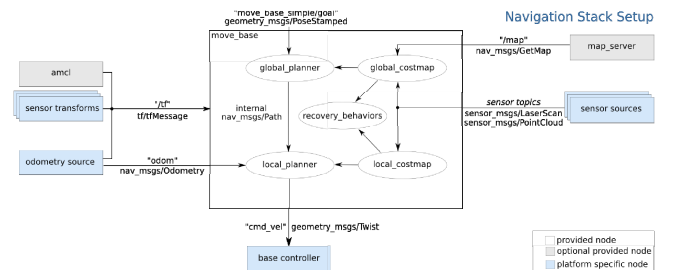 Navigation Stack Setup
"move_base_simple/goal"
geometry_msgs/PoseStamped
move_base
"/map"
nav_msgs/GetMap
map_server
global_planner
global_costmap
amcl
sensor transforms
"/tf"
tf/tfMessage
internal
nav_msgs/Path
recovery_behaviors
sensor topics
sensor_msgs/LaserScan
sensor_msgs/PointCloud
sensor sources
odometry source
"odom"
nav_msgs/Odometry
local_planner
local_costmap
"cmd_vel" geometry_msgs/Twist
base controller
provided node
optional provided node
platform specific node